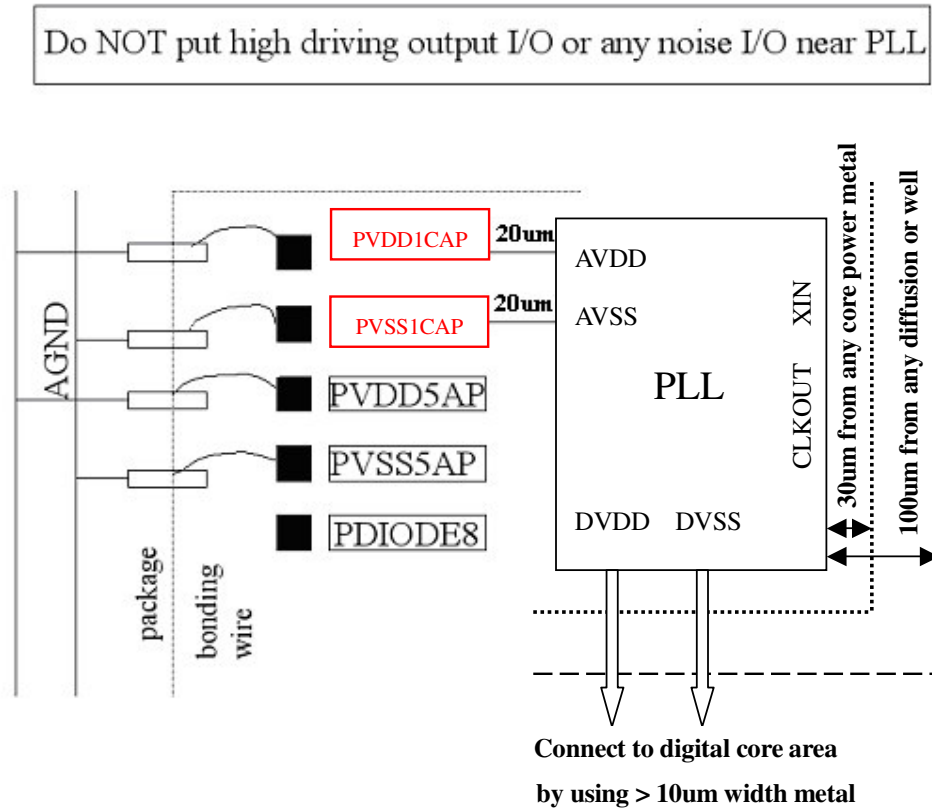 Do NOT put high driving output I/O or any noise I/O near PLL
PVDD1CAP
20um
AVDD
PVSS1CAP
20um
AVSS
XIN
AGND
PLL
PVDD5AP
CLKOUT
PVSS5AP
DVDD DVSS
PDIODE8
30um from any core power metal
100um from any diffusion or well
package
bonding
wire
Connect to digital core area
by using > 10um width metal